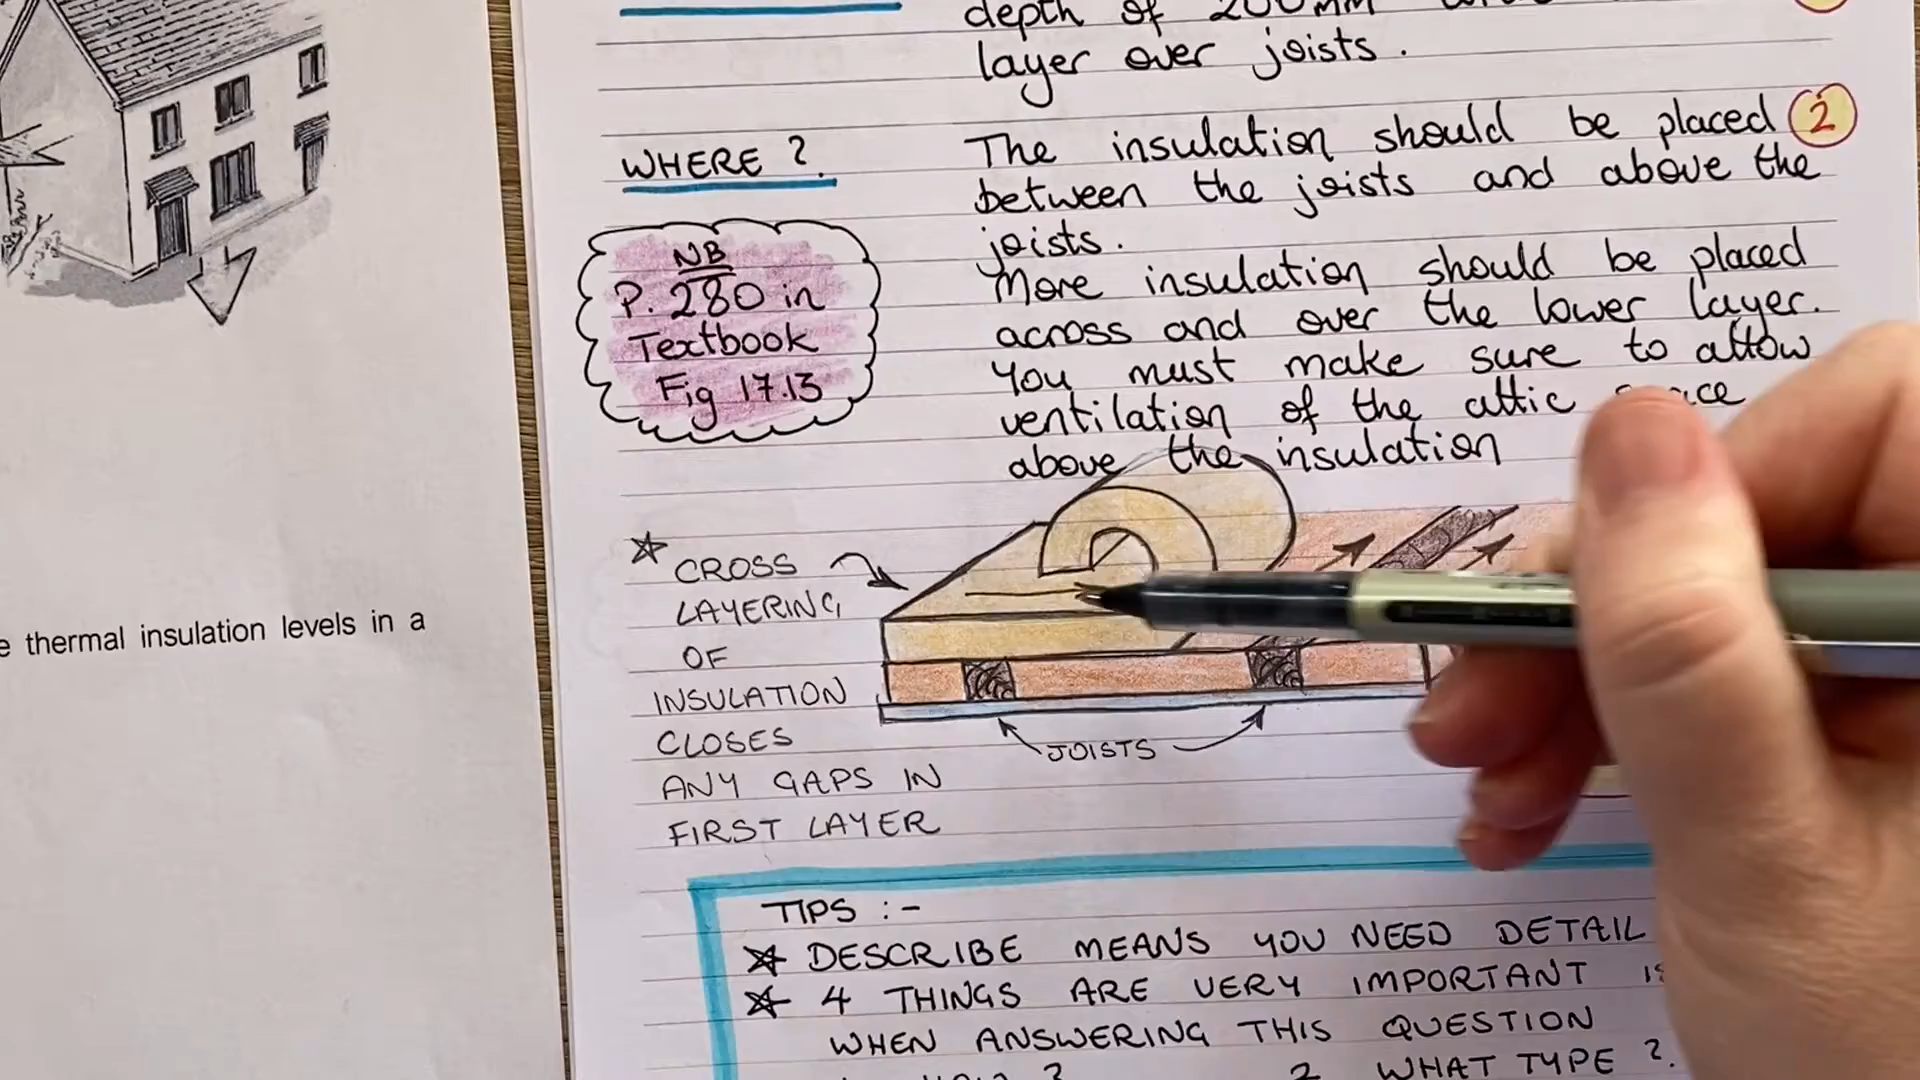 depth of 200mm
layer over joists.
WHERE ?
The insulation should be placed 2
between the joists and above the
joists.
More insulation should be placed
across and over the lower layer.
You must make sure to allow
ventilation of the attic
above the insulation
NB
P. 280 in
Textbook
Fig 17.13
e thermal insulation levels in a
CROSS
LAYERING
OF
INSULATION
CLOSES
ANY GAPS IN
FIRST LAYER
JOISTS
TIPS :-
DESCRIBE MEANS YOU NEED DETAIL
4 THINGS ARE VERY IMPORTANT
WHEN ANSWERING THIS QUESTION
2 WHAT TYPE ?